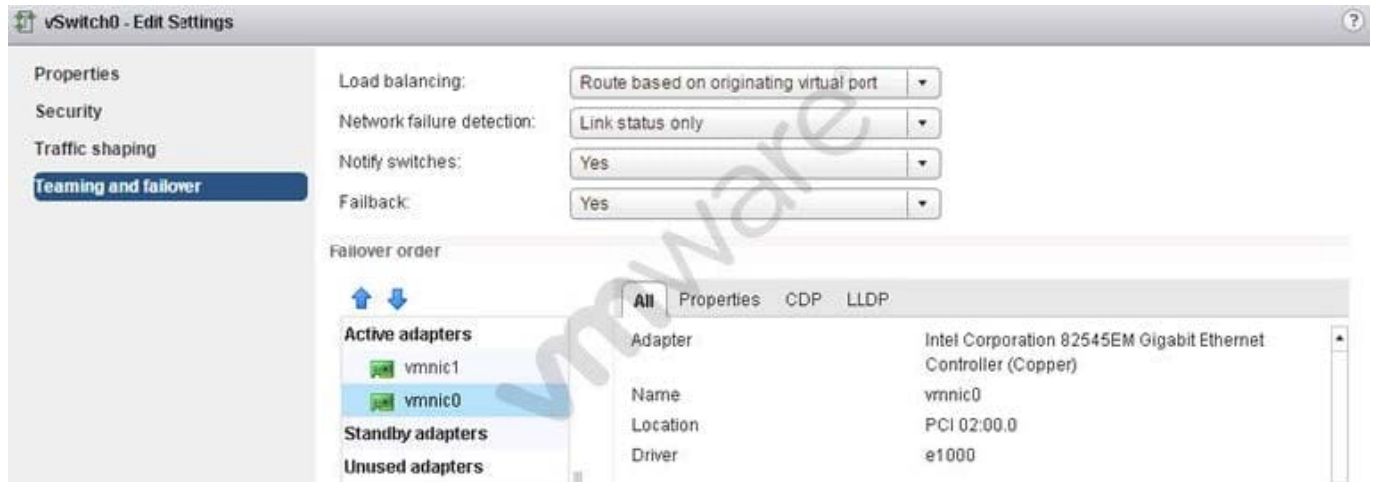 vSwitch0 - Edit Settings
?
Properties
Security
Traffic shaping
Teaming and failover
Load balancing: Route based on originating virtual port
Network failure detection: Link status only
Notify switches: Yes
Failback: Yes
Failover order
Active adapters
vmnic1
vmnic0
Standby adapters
Unused adapters
All Properties CDP LLDP
Adapter Intel Corporation 82545EM Gigabit Ethernet
Controller (Copper)
Name vmnic0
Location PCI 02:00.0
Driver e1000
vmware